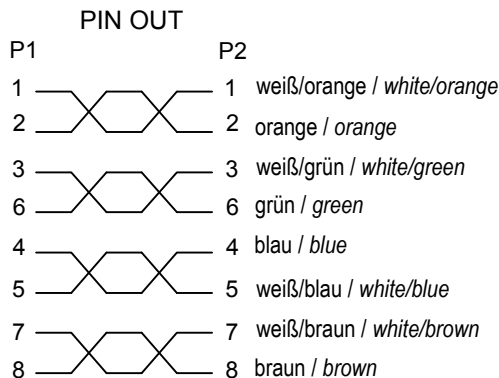 PIN OUT
P1 P2
1 1 weiß/orange / white/orange
2 2 orange / orange
3 3 weiß/grün / white/green
6 6 grün / green
4 4 blau / blue
5 5 weiß/blau / white/blue
7 7 weiß/braun / white/brown
8 8 braun / brown